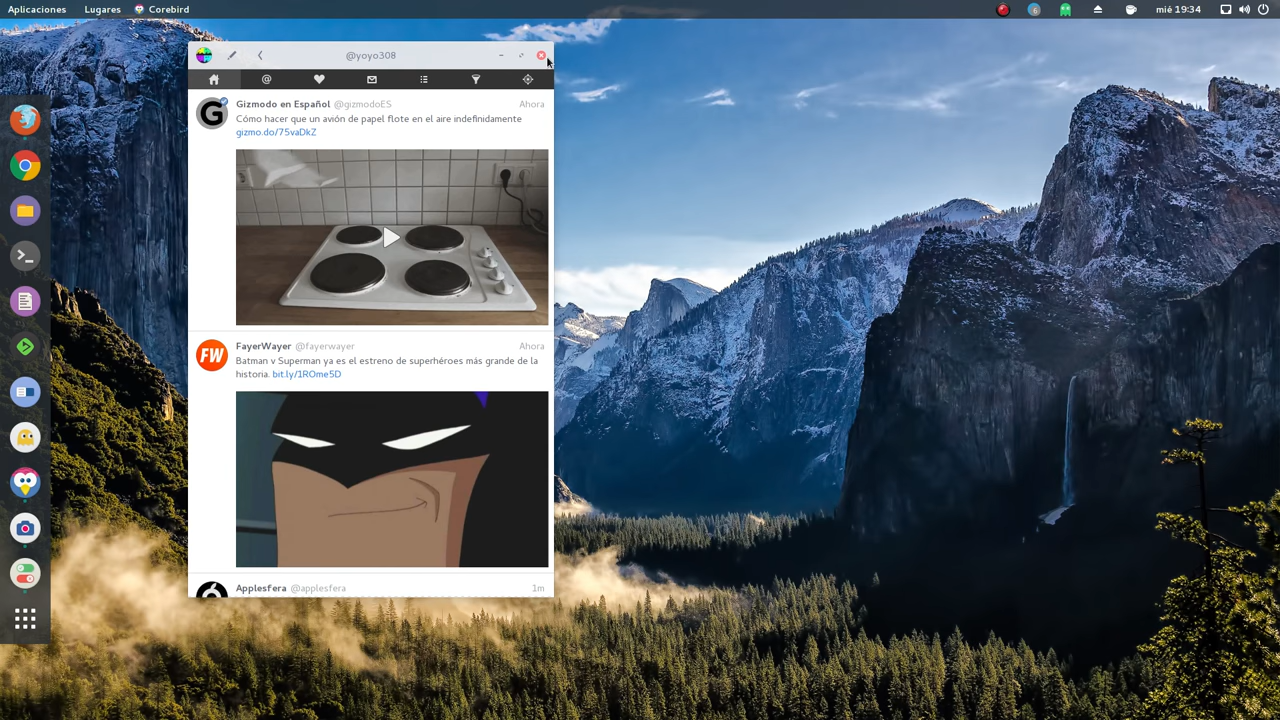 Aplicaciones Lugares Corebird 6 mié 19:34
@yoyo308
@
Gizmodo en Español @gizmodoES Ahora
G
Cómo hacer que un avión de papel flote en el aire indefinidamente
gizmo.do/75vaDkZ
FayerWayer @fayerwayer Ahora
FW
Batman v Superman ya es el estreno de superhéroes más grande de la
historia. bit.ly/1ROme5D
Applesfera @applesfera 1m